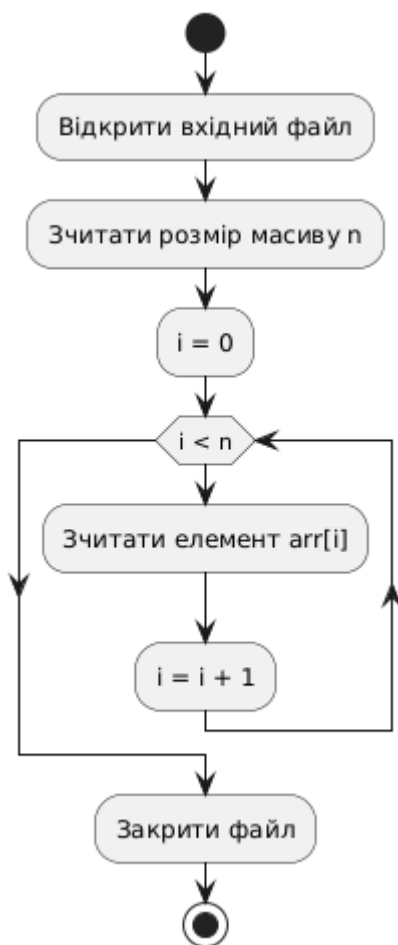 Відкрити вхідний файл
Зчитати розмір масиву n
i = 0
i < n
Зчитати елемент arr[i]
i = i + 1
Закрити файл